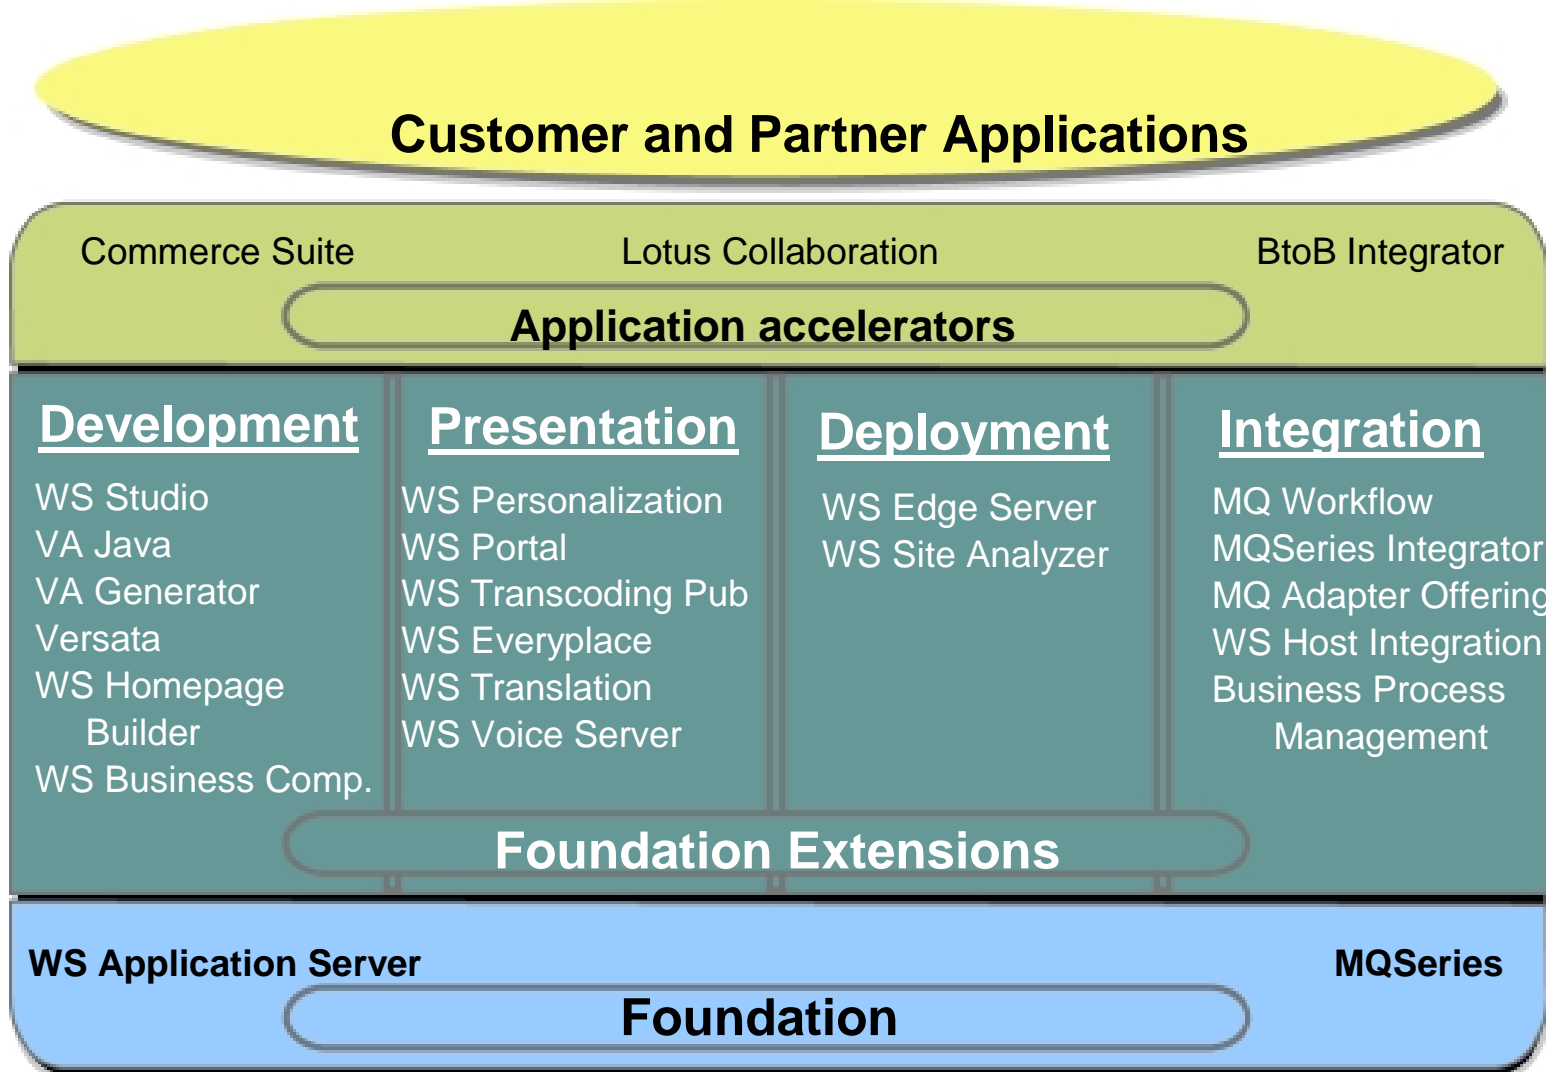 Customer and Partner Applications
Commerce Suite
Lotus Collaboration
BtoB Integrator
Application accelerators
Development
WS Studio
VA Java
VA Generator
Versata
WS Homepage
Builder
WS Business Comp.
Presentation
WS Personalization
WS Portal
WS Transcoding Pub
WS Everyplace
WS Translation
WS Voice Server
Deployment
WS Edge Server
WS Site Analyzer
Integration
MQ Workflow
MQSeries Integrator
MQ Adapter Offering
WS Host Integration
Business Process
Management
Foundation Extensions
WS Application Server
MQSeries
Foundation